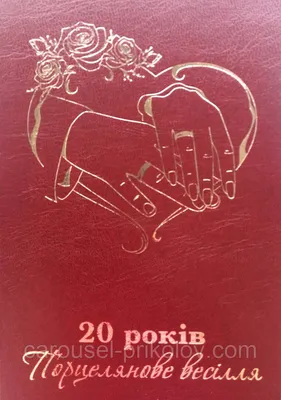 20 років
carousel-prikolov.com
Порцелянове весілля